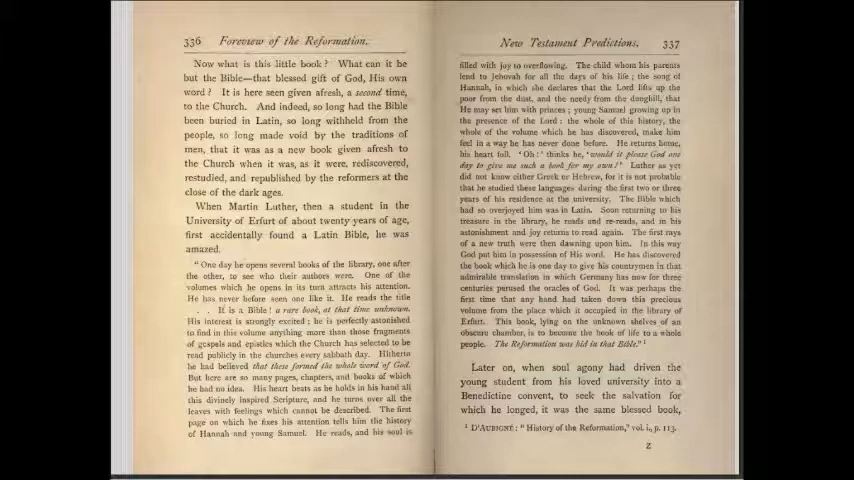 336 Foreview of the Reformation.
Now what is this little book? What can it be
but the Bible—that blessed gift of God, His own
word? It is here seen given afresh, a second time,
to the Church. And indeed, so long had the Bible
been buried in Latin, so long withheld from the
people, so long made void by the traditions of
men, that it was as a new book given afresh to
the Church when it was, as it were, rediscovered,
restudied, and republished by the reformers at the
close of the dark ages.
When Martin Luther, then a student in the
University of Erfurt of about twenty years of age,
first accidentally found a Latin Bible, he was
amazed.
"One day he opens several books of the library, one after
the other, to see who their authors were. One of the
volumes which he opens in its turn attracts his attention.
He has never before seen one like it. He reads the title
. . It is a Bible! a rare book, at that time unknown.
His interest is strongly excited; he is perfectly astonished
to find in this volume anything more than those fragments
of gospels and epistles which the Church has selected to be
read publicly in the churches every sabbath day. Hitherto
he had believed that these formed the whole word of God.
But here are so many pages, chapters, and books of which
he had no idea. His heart beats as he holds in his hand all
this divinely inspired Scripture, and he turns over all the
leaves with feelings which cannot be described. The first
page on which he fixes his attention tells him the history
of Hannah and young Samuel. He reads, and his soul is
New Testament Predictions. 337
filled with joy to overflowing. The child whom his parents
lend to Jehovah for all the days of his life; the song of
Hannah, in which she declares that the Lord lifts up the
poor from the dust, and the needy from the dunghill, that
He may set him with princes; young Samuel growing up in
the presence of the Lord: the whole of this history, the
whole of the volume which he has discovered, make him
feel in a way he has never done before. He returns home,
his heart full. 'Oh!' thinks he, 'would it please God one
day to give me such a book for my own!' Luther as yet
did not know either Greek or Hebrew, for it is not probable
that he studied these languages during the first two or three
years of his residence at the university. The Bible which
had so overjoyed him was in Latin. Soon returning to his
treasure in the library, he reads and re-reads, and in his
astonishment and joy returns to read again. The first rays
of a new truth were then dawning upon him. In this way
God put him in possession of His word. He has discovered
the book which he is one day to give his countrymen in that
admirable translation in which Germany has now for three
centuries perused the oracles of God. It was perhaps the
first time that any hand had taken down this precious
volume from the place which it occupied in the library of
Erfurt. This book, lying on the unknown shelves of an
obscure chamber, is to become the book of life to a whole
people. The Reformation was hid in that Bible." 1
Later on, when soul agony had driven the
young student from his loved university into a
Benedictine convent, to seek the salvation for
which he longed, it was the same blessed book,
1 D'AUBIGNÉ: "History of the Reformation," vol. i., p. 113.
Z